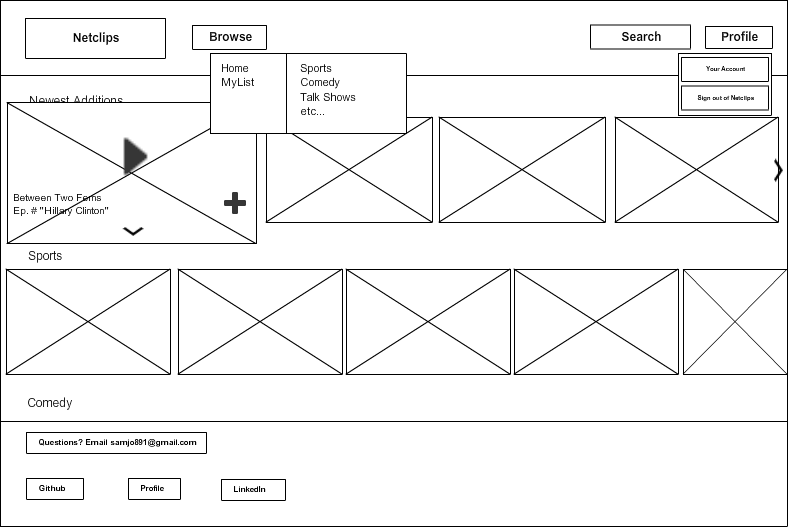 Netclips
Browse
Search
Profile
Home
MyList
Sports
Comedy
Talk Shows
etc...
Your Account
Sign out of Netclips
Newest Additions
Between Two Ferns
Ep. # "Hillary Clinton"
Sports
Comedy
Questions? Email samjo891@gmail.com
Github
Profile
LinkedIn